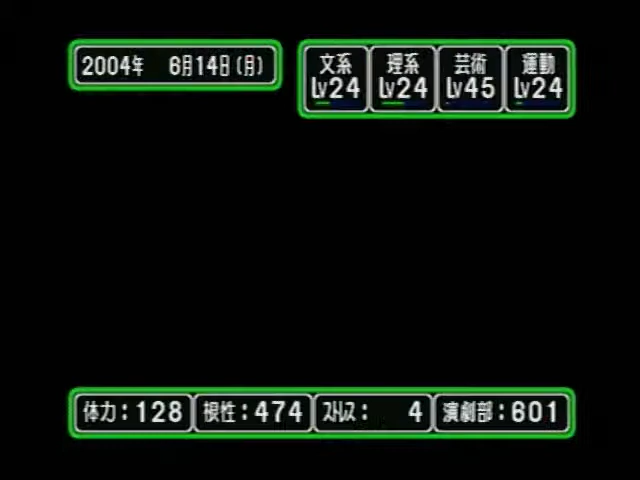 2004年 6月14日(月)
文系 理系 芸術 運動
Lv24 Lv24 Lv45 Lv24
体力:128 根性:474 ストレス: 4 演劇部:601